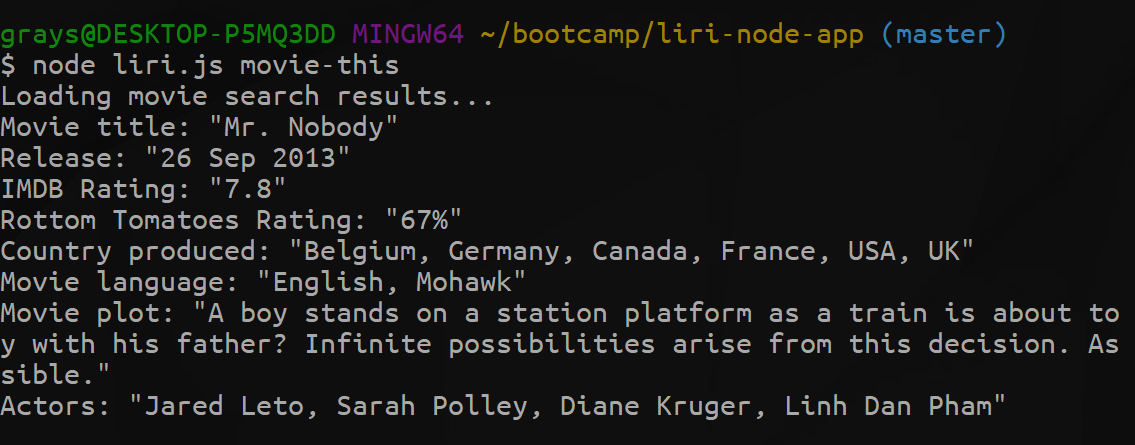 grays@DESKTOP-P5MQ3DD MINGW64 ~/bootcamp/liri-node-app (master)
$ node liri.js movie-this
Loading movie search results...
Movie title: "Mr. Nobody"
Release: "26 Sep 2013"
IMDB Rating: "7.8"
Rottom Tomatoes Rating: "67%"
Country produced: "Belgium, Germany, Canada, France, USA, UK"
Movie language: "English, Mohawk"
Movie plot: "A boy stands on a station platform as a train is about to
y with his father? Infinite possibilities arise from this decision. As
sible."
Actors: "Jared Leto, Sarah Polley, Diane Kruger, Linh Dan Pham"